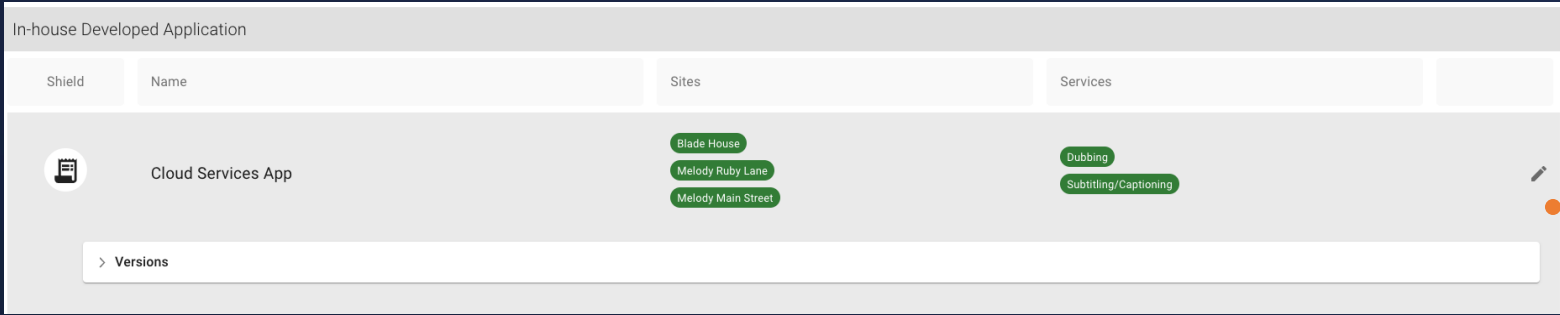 In-house Developed Application
Shield Name Sites Services
Blade House
Melody Ruby Lane
Melody Main Street
Cloud Services App
Dubbing
Subtitling/Captioning
Versions